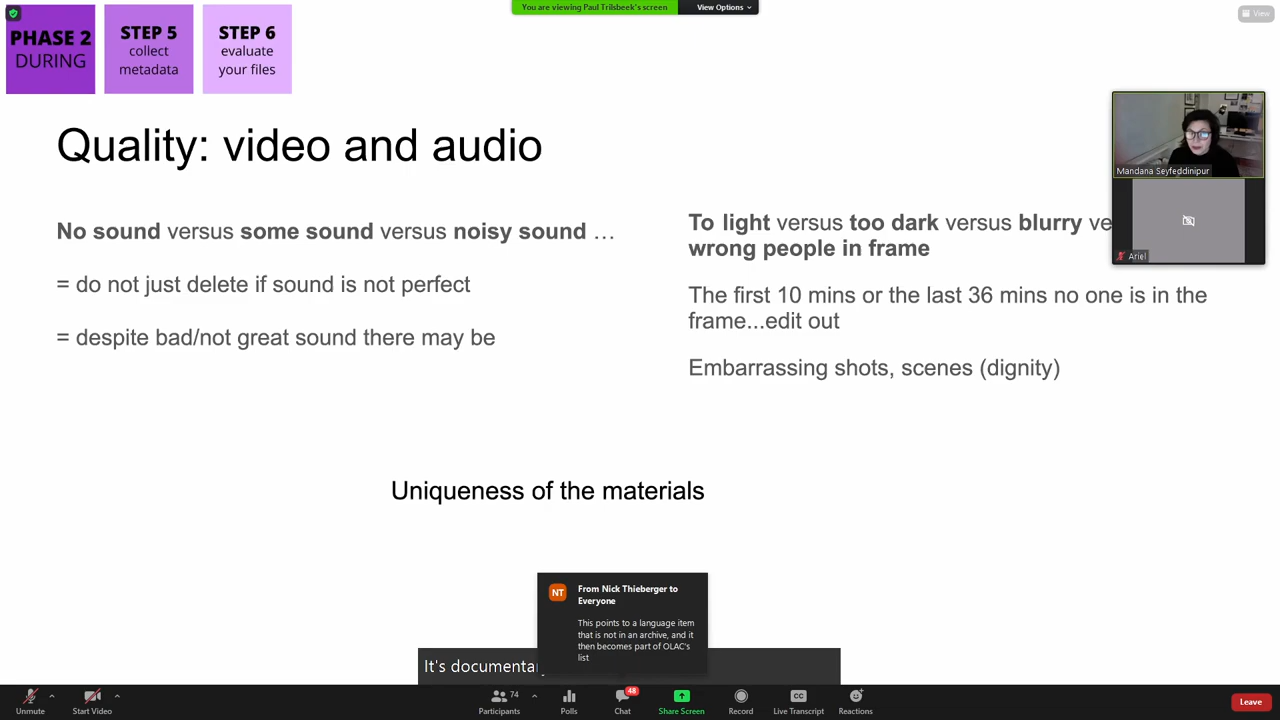 You are viewing Paul Trilsbeek's screen
View Options
View
PHASE 2
DURING
STEP 5
collect
metadata
STEP 6
evaluate
your files
Quality: video and audio
No sound versus some sound versus noisy sound …
= do not just delete if sound is not perfect
= despite bad/not great sound there may be
To light versus too dark versus blurry ve
wrong people in frame
The first 10 mins or the last 36 mins no one is in the
frame...edit out
Embarrassing shots, scenes (dignity)
Mandana Seyfeddinipur
Ariel
Uniqueness of the materials
NT
From Nick Thieberger to
Everyone
This points to a language item
that is not in an archive, and it
then becomes part of OLAC's
list
It's documentary
Unmute
Start Video
74
Participants
Polls
48
Chat
Share Screen
Record
CC
Live Transcript
Reactions
Leave